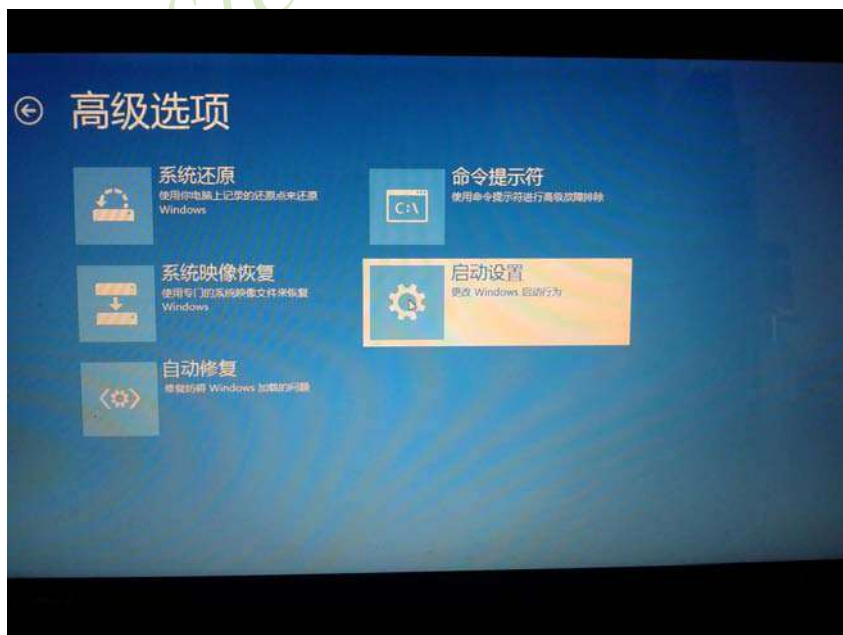 高级选项
系统还原
使用你电脑上记录的还原点来还原
Windows
命令提示符
使用命令提示符进行高级故障排除
C:\
系统映像恢复
使用专门的系统映像文件来恢复
Windows
启动设置
更改 Windows 启动行为
自动修复
修复妨碍 Windows 加载的问题